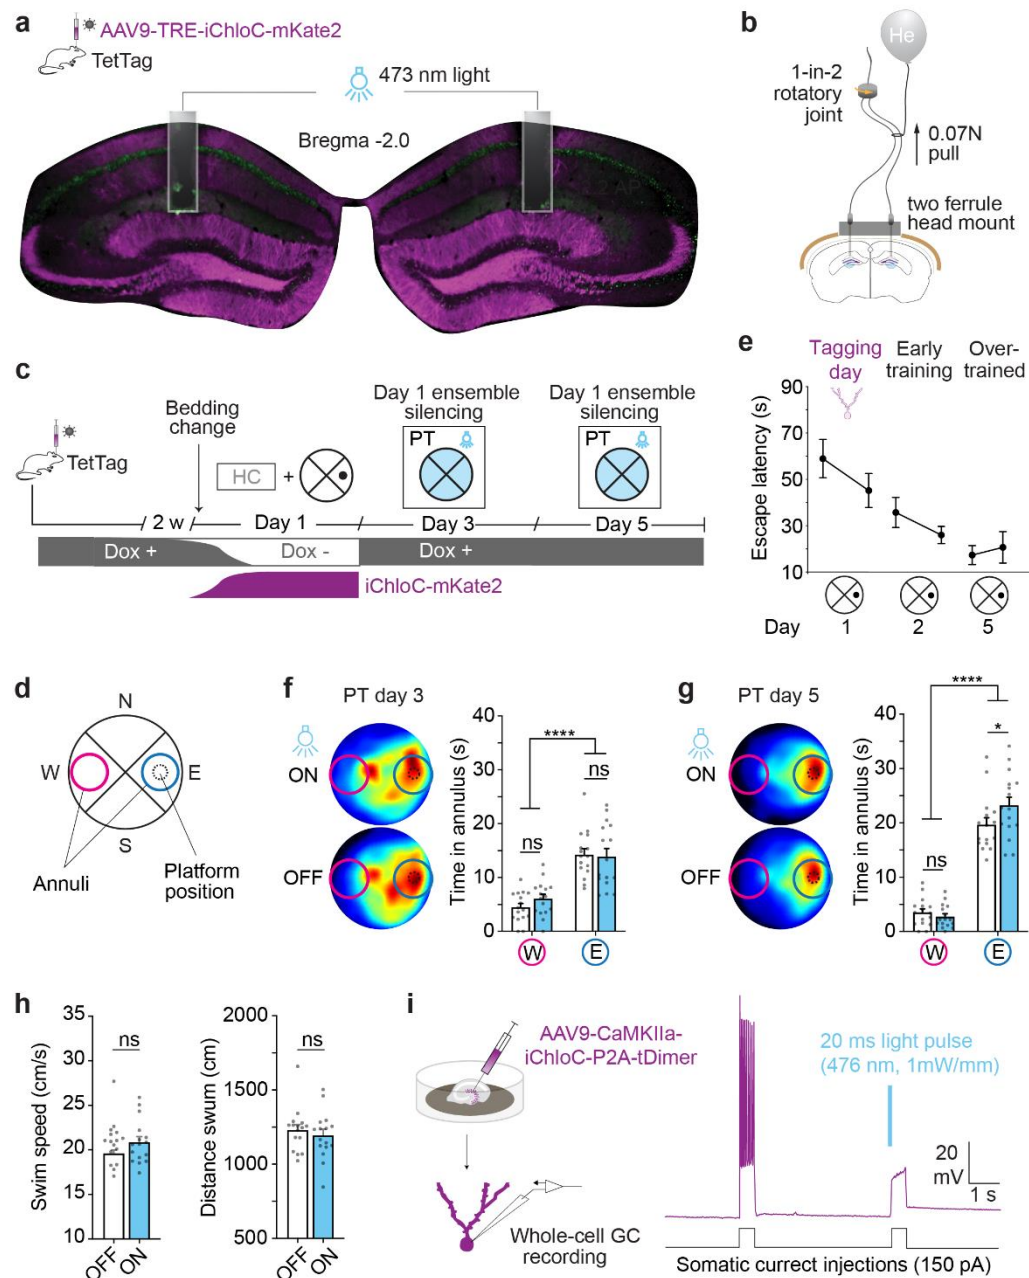 a
AAV9-TRE-iChloC-mKate2
TetTag
473 nm light
Bregma -2.0
b
He
1-in-2
rotatory
joint
0.07N
pull
two ferrule
head mount
c
Bedding
change
TetTag
HC
+
Day 1 ensemble
silencing
PT
Day 1 ensemble
silencing
PT
2 w
Day 1
Day 3
Day 5
Dox +
Dox -
Dox +
iChloC-mKate2
e
Tagging
day
Early
training
Over-
trained
Escape latency (s)
90
70
50
30
10
Day
1
2
5
d
N
W
E
S
Annuli
Platform
position
f
PT day 3
ON
OFF
Time in annulus (s)
40
30
20
10
0
****
ns
ns
W
E
g
PT day 5
ON
OFF
Time in annulus (s)
40
30
20
10
0
****
*
ns
W
E
h
Swim speed (cm/s)
35
30
25
20
15
10
ns
OFF
ON
Distance swum (cm)
2000
1500
1000
500
ns
OFF
ON
i
AAV9-CaMKIIa-
iChloC-P2A-tDimer
Whole-cell GC
recording
20 ms light pulse
(476 nm, 1mW/mm)
20
mV
1 s
Somatic currect injections (150 pA)